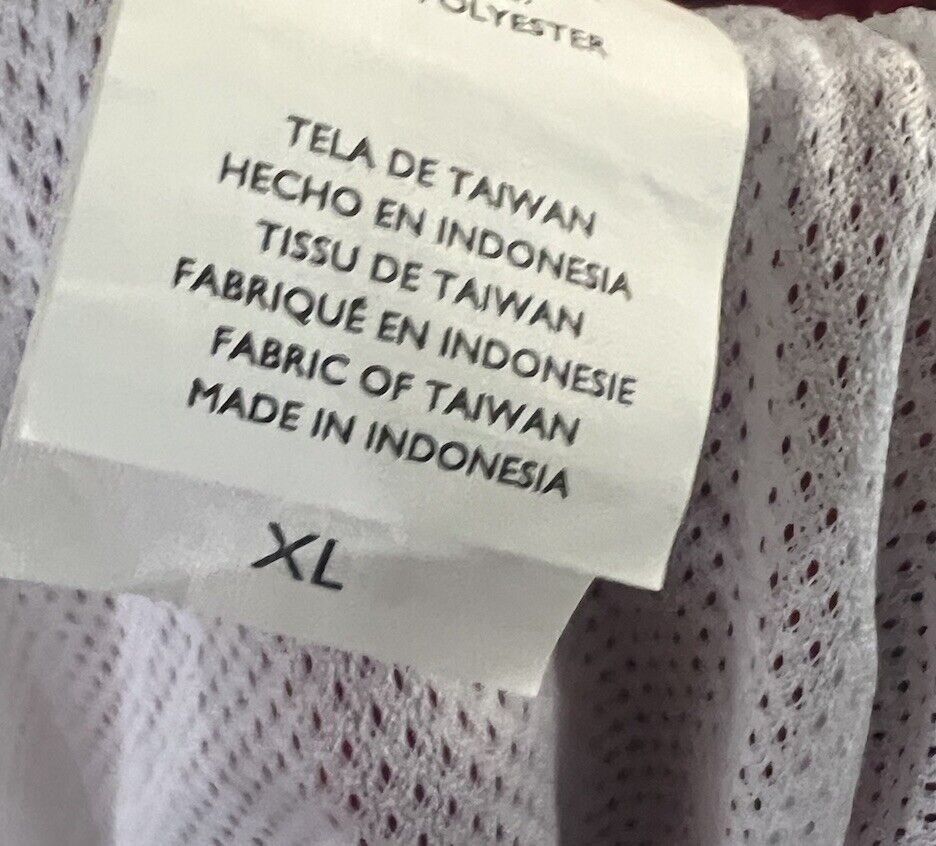 POLYESTER
TELA DE TAIWAN
HECHO EN INDONESIA
TISSU DE TAIWAN
FABRIQUÉ EN INDONESIE
FABRIC OF TAIWAN
MADE IN INDONESIA
XL